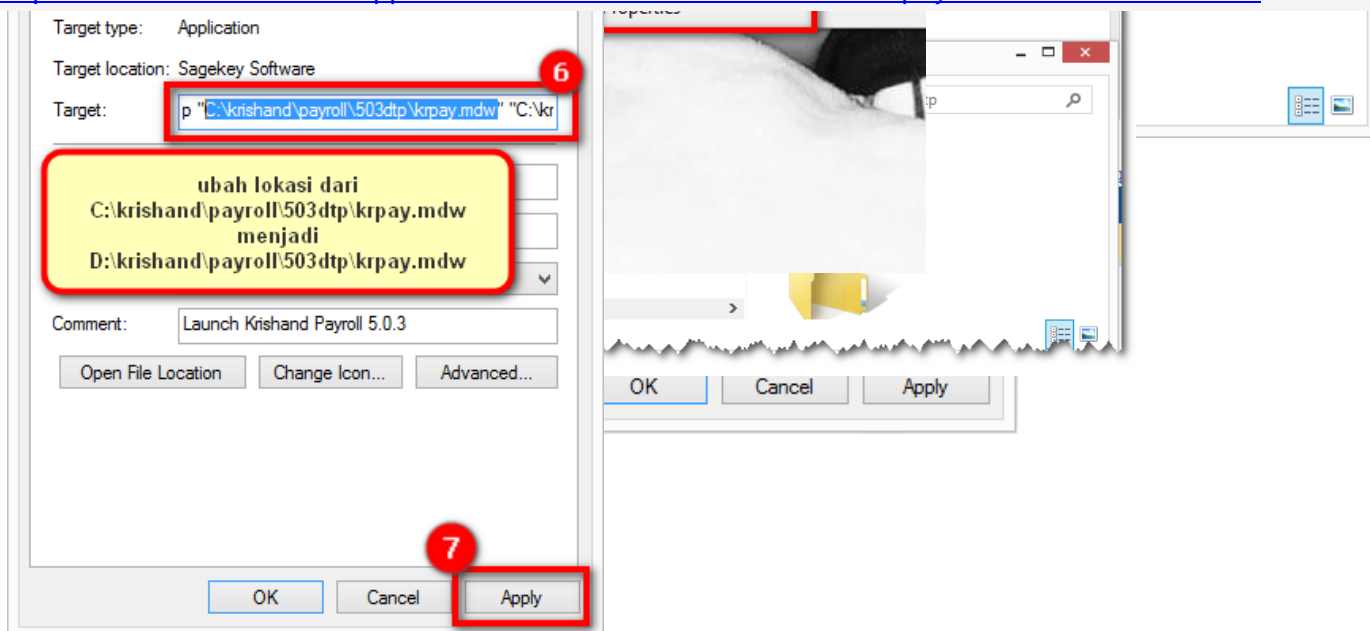 Target type: Application
Target location: Sagekey Software
6
Target: p "C:\krishand\payroll\503dtp\krpay.mdw" "C:\kr
ubah lokasi dari
C:\krishand\payroll\503dtp\krpay.mdw
menjadi
D:\krishand\payroll\503dtp\krpay.mdw
Comment: Launch Krishand Payroll 5.0.3
Open File Location Change Icon... Advanced...
7
OK Cancel Apply
Properties
OK Cancel Apply